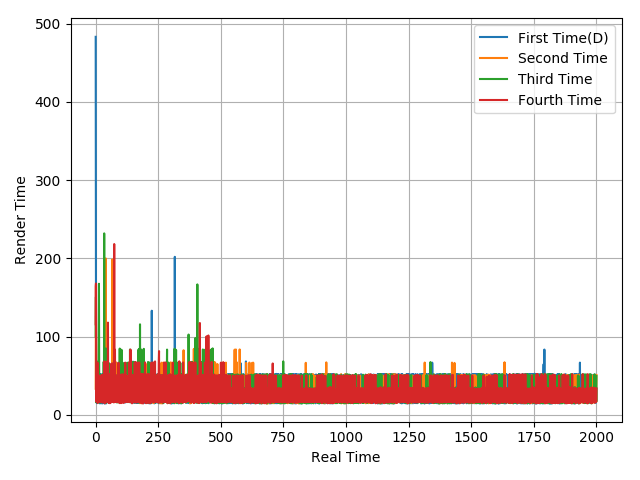 500
400
300
200
100
0
Render Time
First Time(D)
Second Time
Third Time
Fourth Time
0 250 500 750 1000 1250 1500 1750 2000
Real Time